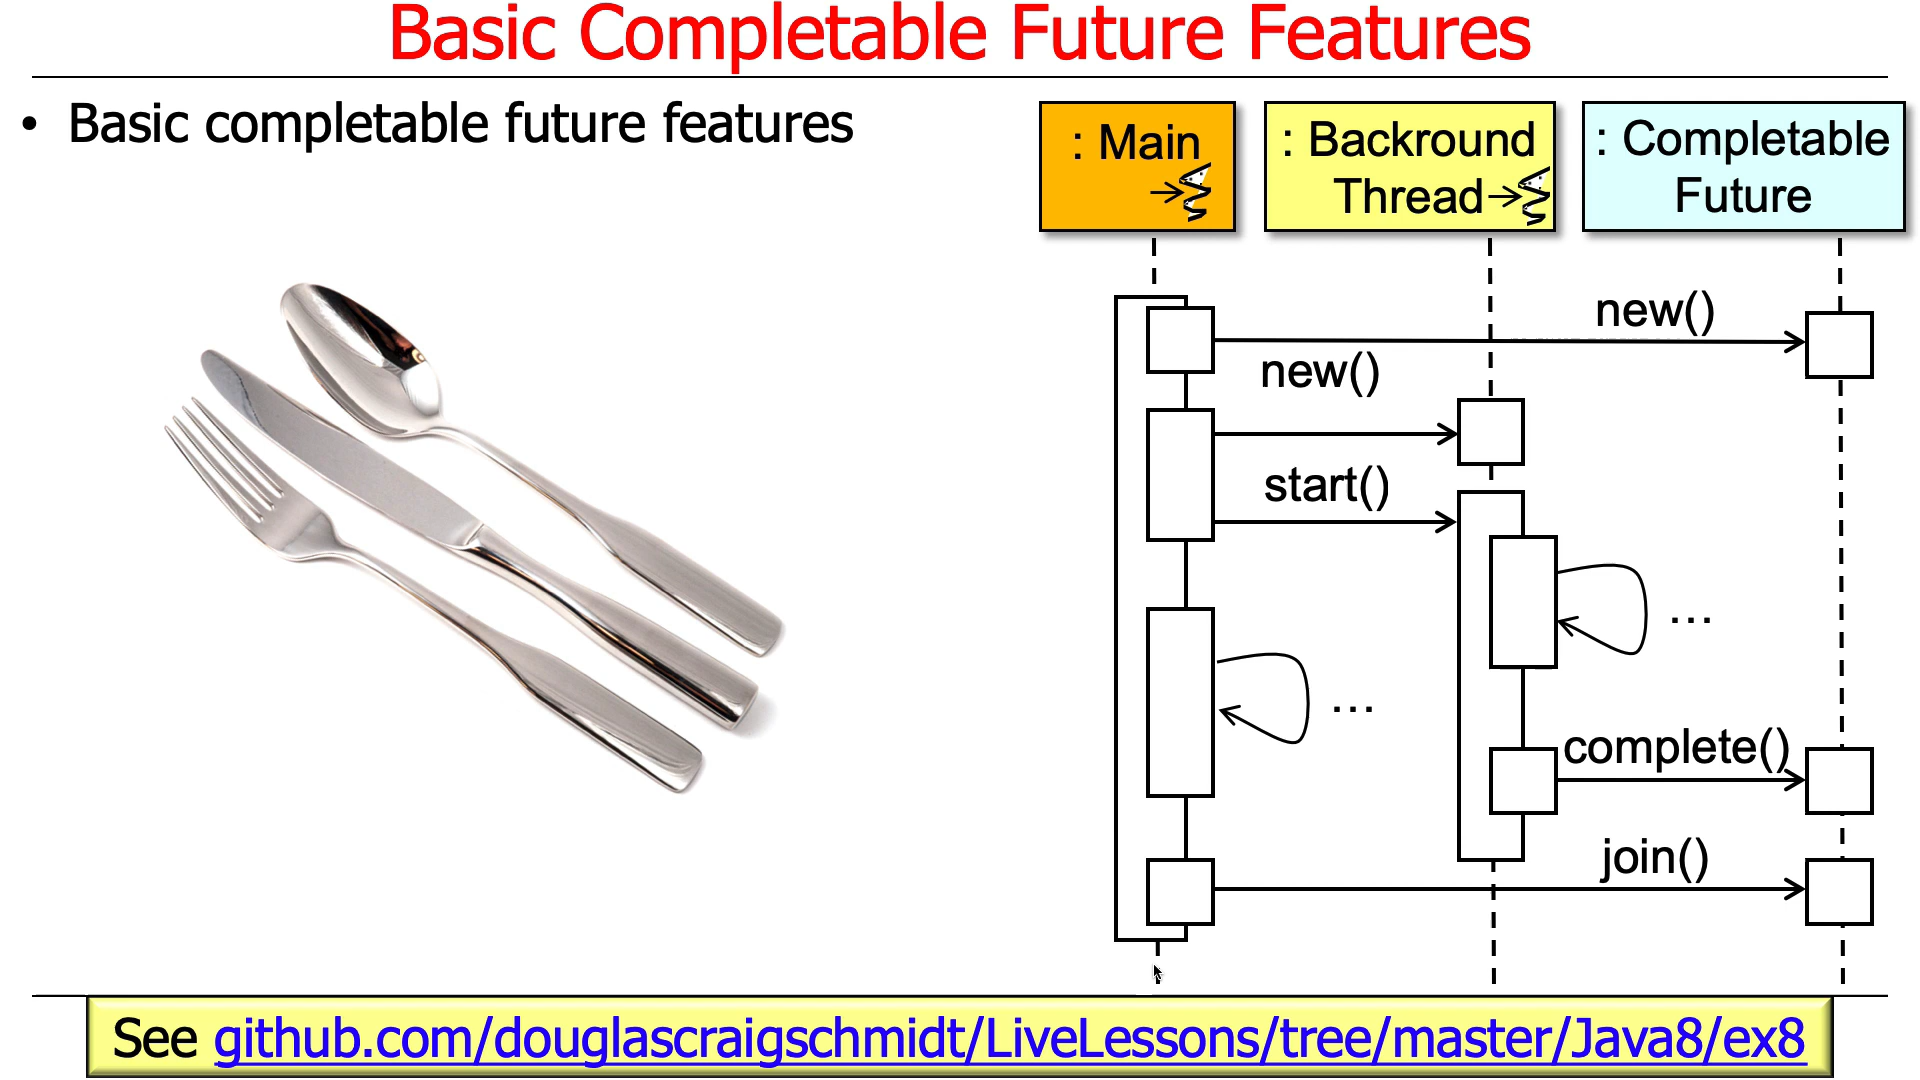 Basic Completable Future Features
• Basic completable future features
: Main
: Backround
Thread
: Completable
Future
new()
new()
start()
...
...
complete()
join()
See github.com/douglascraigschmidt/LiveLessons/tree/master/Java8/ex8